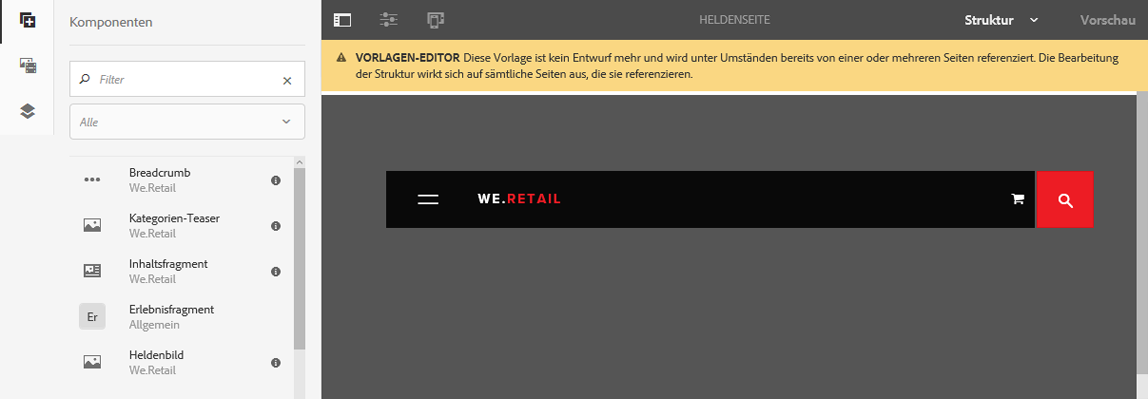 Komponenten
Filter
Alle
Breadcrumb
We.Retail
Kategorien-Teaser
We.Retail
Inhaltsfragment
We.Retail
Er
Erlebnisfragment
Allgemein
Heldenbild
We.Retail
HELDENSEITE
Struktur
Vorschau
VORLAGEN-EDITOR Diese Vorlage ist kein Entwurf mehr und wird unter Umständen bereits von einer oder mehreren Seiten referenziert. Die Bearbeitung
der Struktur wirkt sich auf sämtliche Seiten aus, die sie referenzieren.
WE.RETAIL